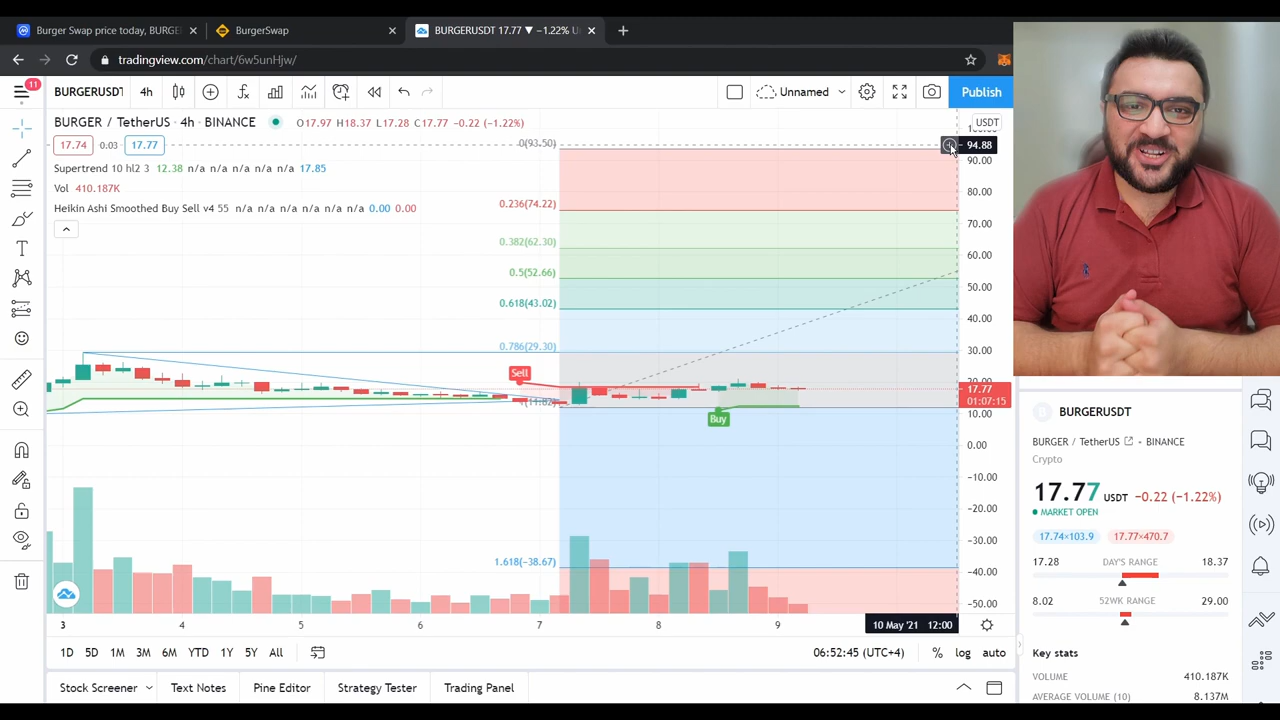 Burger Swap price today, BURGE
BurgerSwap
BURGERUSDT 17.77 ▼ −1.22% U
tradingview.com/chart/6w5unHjw/
11
BURGERUSDT
4h
Unnamed
Publish
BURGER / TetherUS · 4h · BINANCE
O17.97 H18.37 L17.28 C17.77 −0.22 (−1.22%)
USDT
17.74 0.03 17.77
Supertrend 10 hl2 3 12.38 n/a n/a n/a n/a n/a 17.85
Vol 410.187K
Heikin Ashi Smoothed Buy Sell v4 55 n/a n/a n/a n/a n/a n/a 0.00 0.00
0(93.50)
0.236(74.22)
0.382(62.30)
0.5(52.66)
0.618(43.02)
0.786(29.30)
1.618(−38.67)
Sell
Buy
94.88
90.00
80.00
70.00
60.00
50.00
40.00
30.00
20.00
17.77
01:07:15
10.00
0.00
−10.00
−20.00
−30.00
−40.00
−50.00
3 4 5 6 7 8 9
10 May '21 12:00
1D 5D 1M 3M 6M YTD 1Y 5Y All
06:52:45 (UTC+4)
% log auto
Stock Screener
Text Notes
Pine Editor
Strategy Tester
Trading Panel
B
BURGERUSDT
BURGER / TetherUS · BINANCE
Crypto
17.77 USDT −0.22 (−1.22%)
MARKET OPEN
17.74×103.9 17.77×470.7
17.28 DAY'S RANGE 18.37
8.02 52WK RANGE 29.00
Key stats
VOLUME 410.187K
AVERAGE VOLUME (10) 8.137M